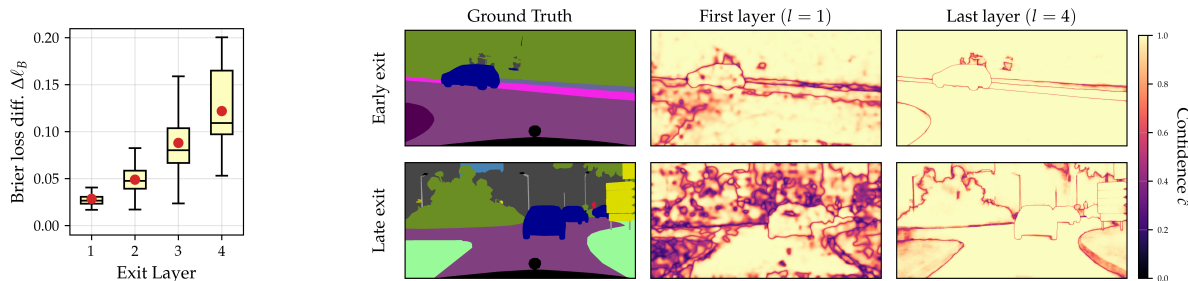 0.20
0.15
0.10
0.05
0.00
Brier loss diff. Δℓ_B
1 2 3 4
Exit Layer
Ground Truth
First layer (l = 1)
Last layer (l = 4)
Early exit
Late exit
1.0
0.8
0.6
0.4
0.2
0.0
Confidence ĉ